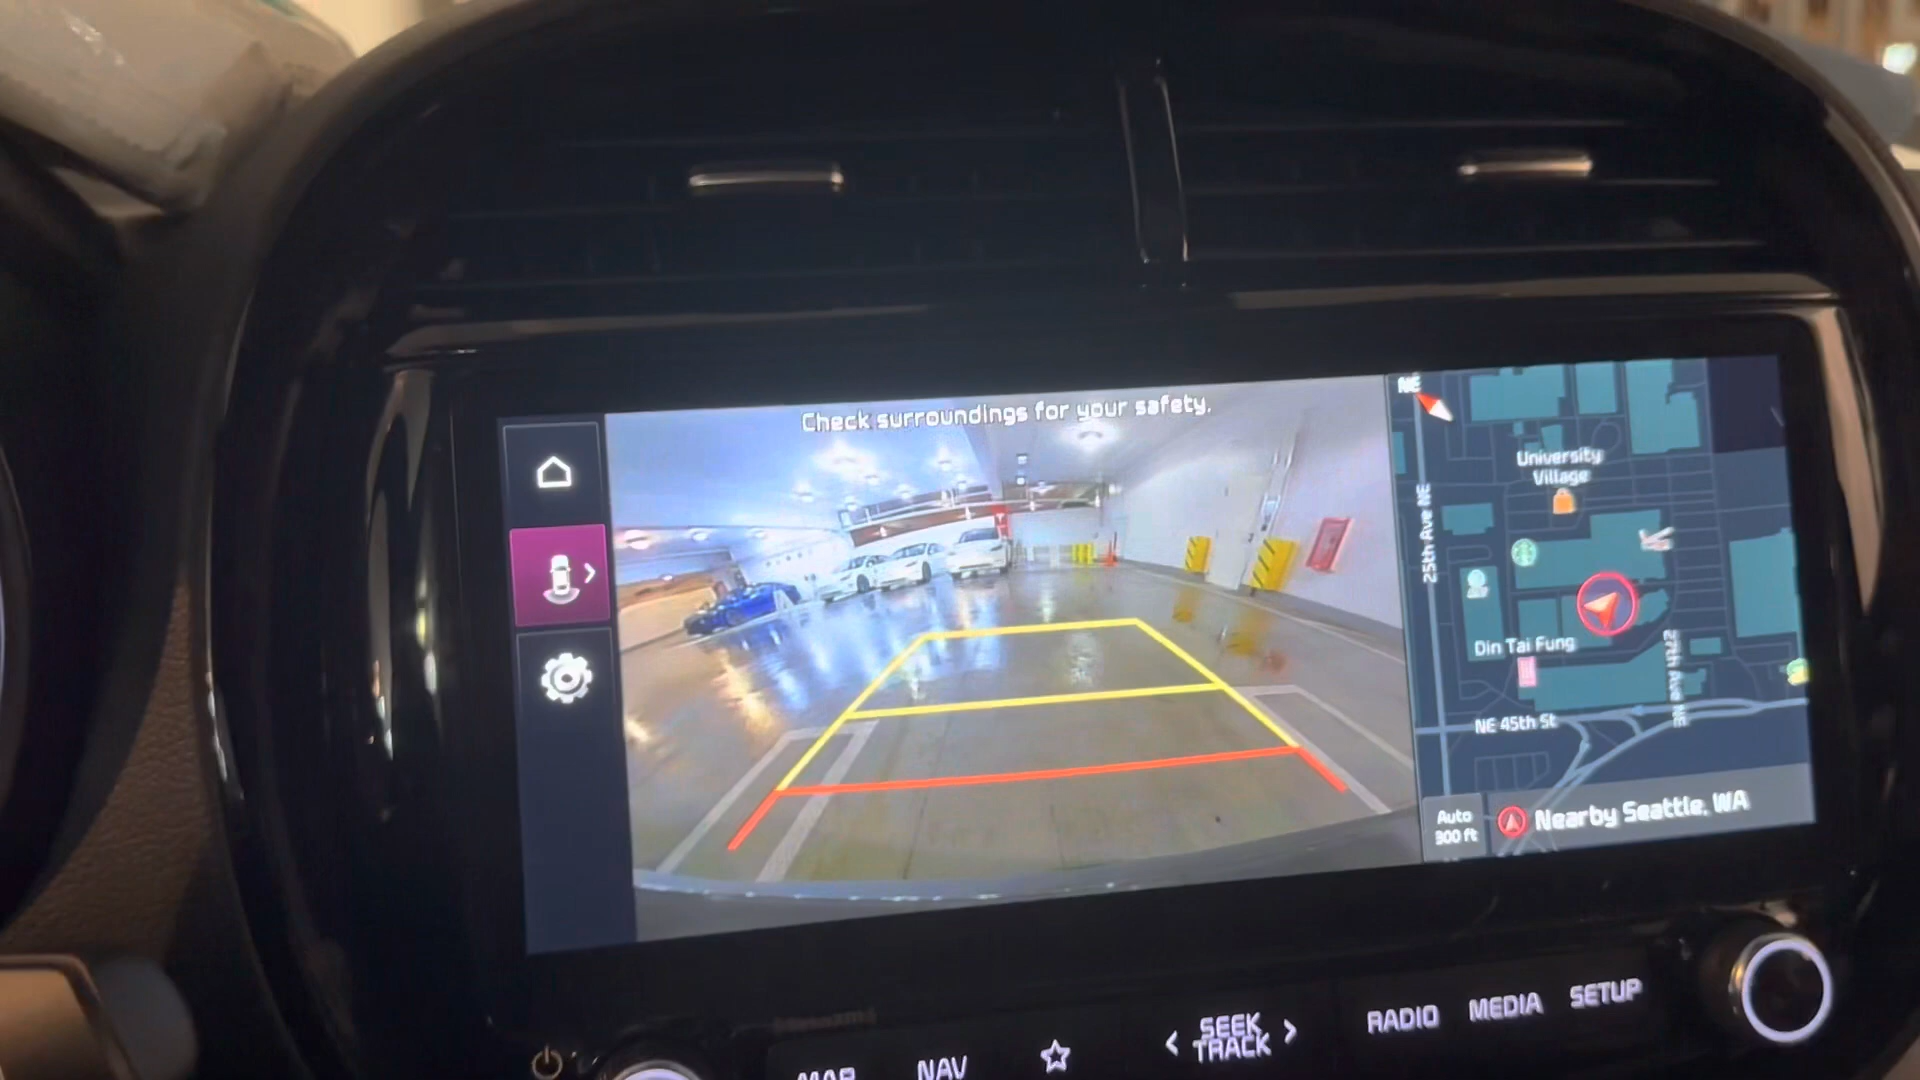 Check surroundings for your safety.
NE
University
Village
25th Ave NE
Din Tai Fung
27th Ave NE
NE 45th St
Auto
300 ft
Nearby Seattle, WA
MAP
NAV
SEEK
TRACK
RADIO
MEDIA
SETUP